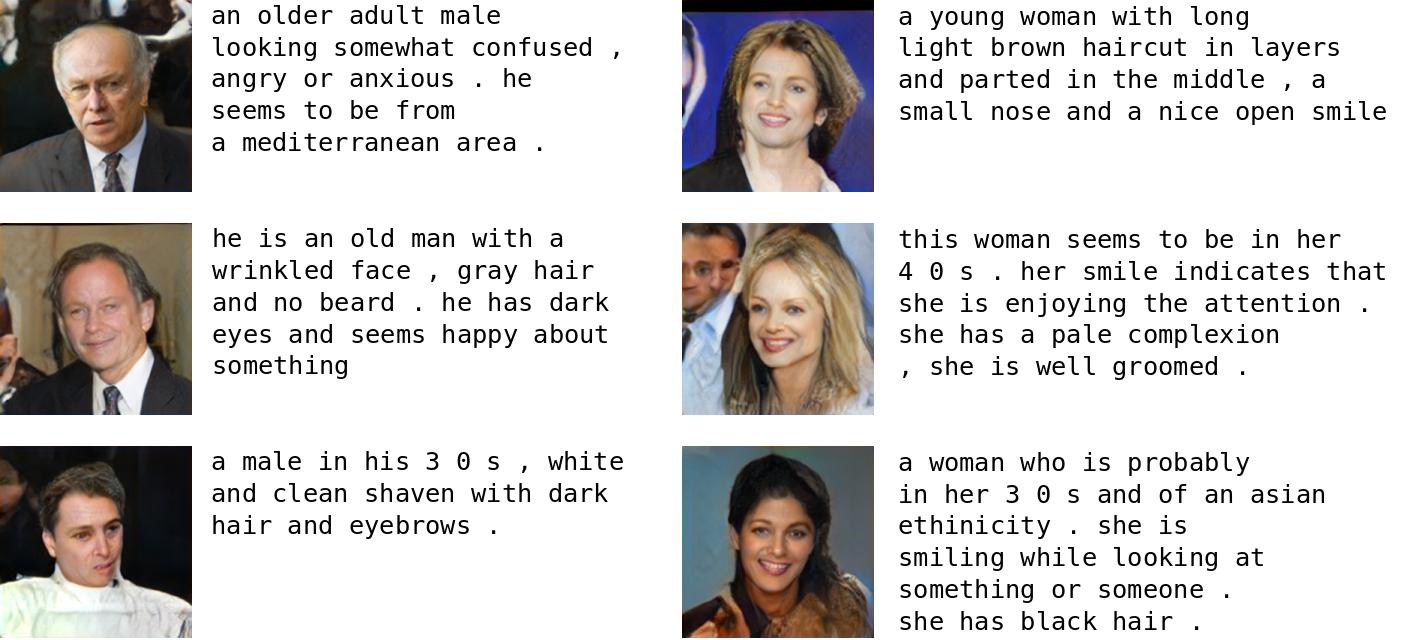 an older adult male
looking somewhat confused ,
angry or anxious . he
seems to be from
a mediterranean area .
a young woman with long
light brown haircut in layers
and parted in the middle , a
small nose and a nice open smile
he is an old man with a
wrinkled face , gray hair
and no beard . he has dark
eyes and seems happy about
something
this woman seems to be in her
4 0 s . her smile indicates that
she is enjoying the attention .
she has a pale complexion
, she is well groomed .
a male in his 3 0 s , white
and clean shaven with dark
hair and eyebrows .
a woman who is probably
in her 3 0 s and of an asian
ethinicity . she is
smiling while looking at
something or someone .
she has black hair .